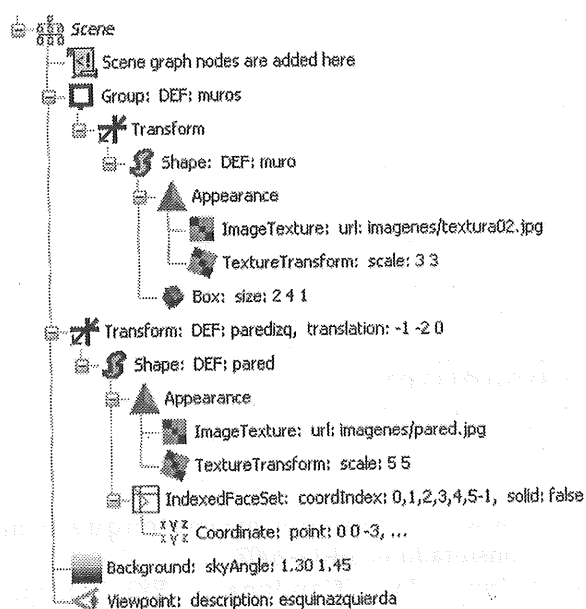 Scene
Scene graph nodes are added here
Group: DEF: muros
Transform
Shape: DEF: muro
Appearance
ImageTexture: url: imagenes/textura02.jpg
TextureTransform: scale: 3 3
Box: size: 2 4 1
Transform: DEF: paredizq, translation: -1 -2 0
Shape: DEF: pared
Appearance
ImageTexture: url: imagenes/pared.jpg
TextureTransform: scale: 5 5
IndexedFaceSet: coordIndex: 0,1,2,3,4,5-1, solid: false
Coordinate: point: 0 0 -3, ...
Background: skyAngle: 1.30 1.45
Viewpoint: description: esquinazquierda